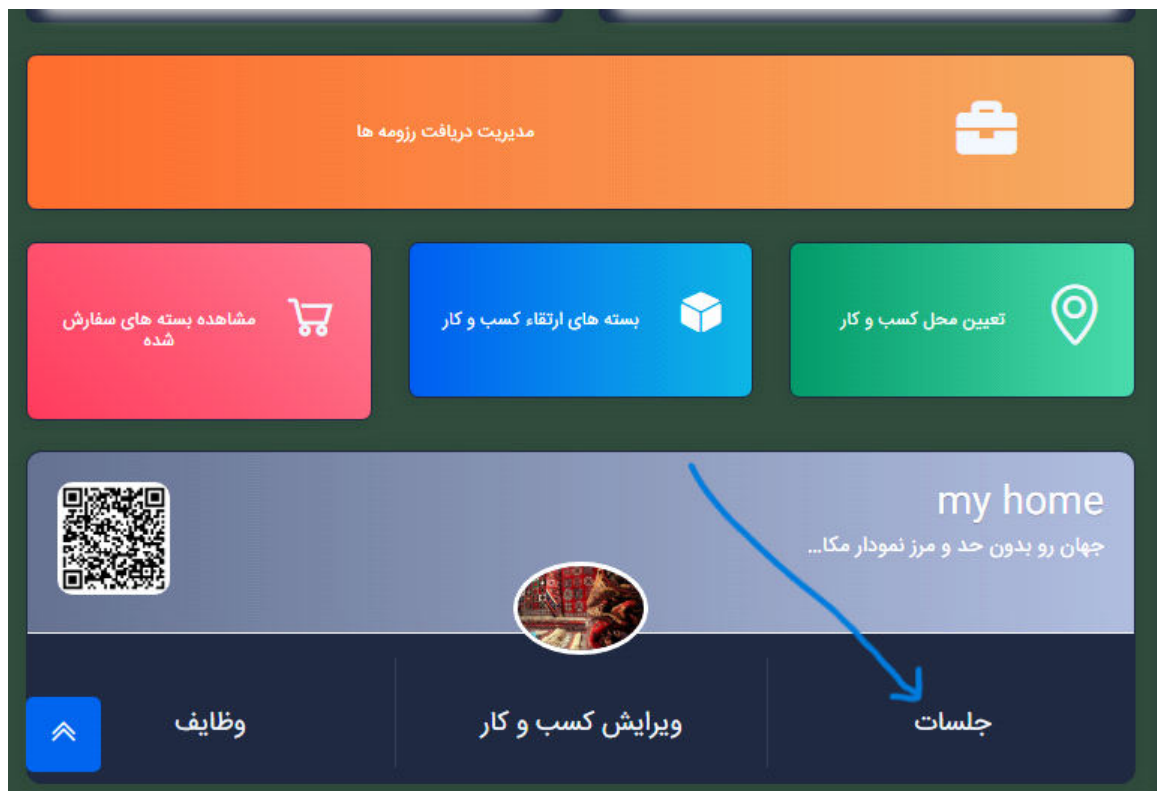 مدیریت دریافت رزومه ها
تعیین محل کسب و کار
بسته های ارتقاء کسب و کار
مشاهده بسته های سفارش
شده
my home
جهان رو بدون حد و مرز نمودار مکا...
جلسات
ویرایش کسب و کار
وظایف